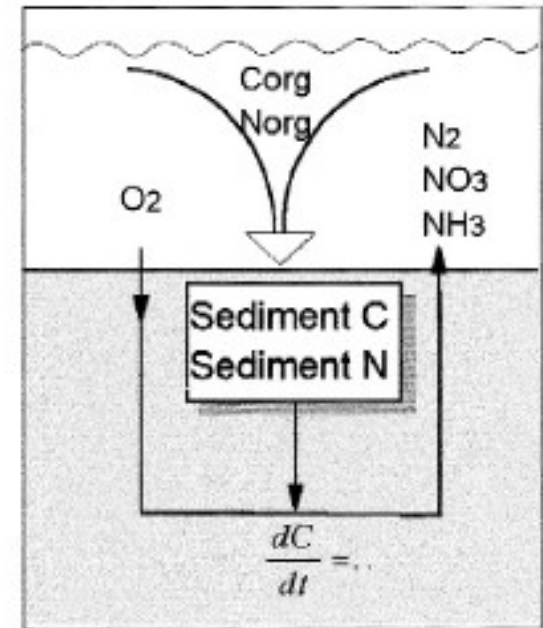 Corg
Norg
O2
N2
NO3
NH3
Sediment C
Sediment N
dC
dt
=..